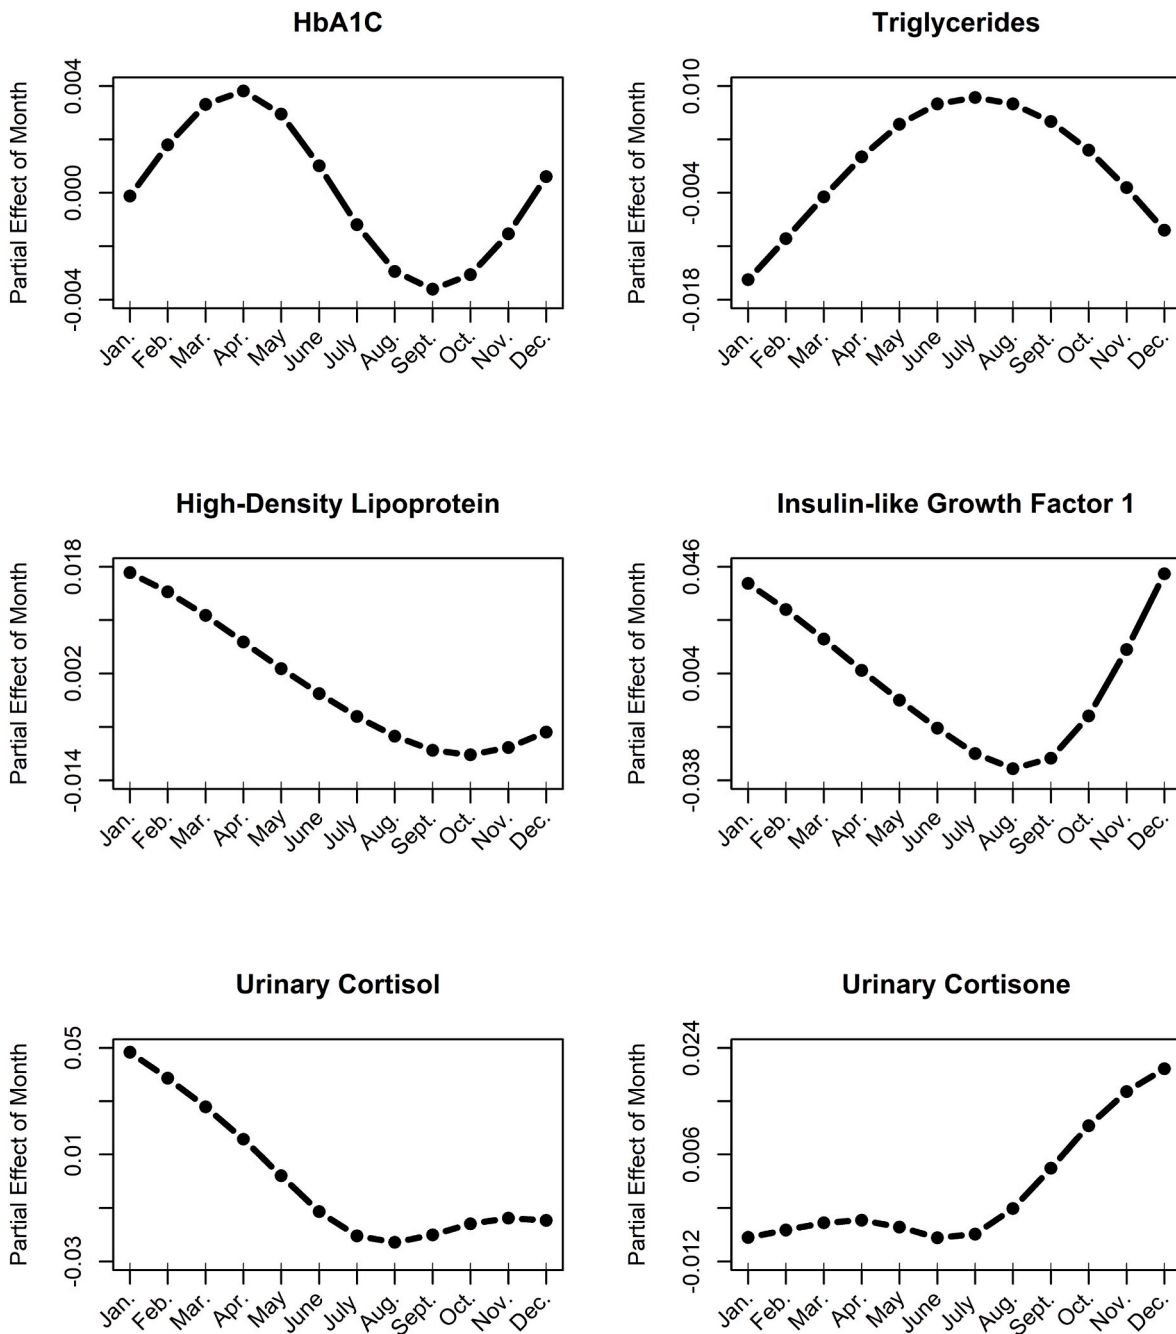 HbA1C
Partial Effect of Month
0.004
0.000
-0.004
Jan. Feb. Mar. Apr. May June July Aug. Sept. Oct. Nov. Dec.
Triglycerides
Partial Effect of Month
0.010
-0.004
-0.018
Jan. Feb. Mar. Apr. May June July Aug. Sept. Oct. Nov. Dec.
High-Density Lipoprotein
Partial Effect of Month
0.018
0.002
-0.014
Jan. Feb. Mar. Apr. May June July Aug. Sept. Oct. Nov. Dec.
Insulin-like Growth Factor 1
Partial Effect of Month
0.046
0.004
-0.038
Jan. Feb. Mar. Apr. May June July Aug. Sept. Oct. Nov. Dec.
Urinary Cortisol
Partial Effect of Month
0.05
0.01
-0.03
Jan. Feb. Mar. Apr. May June July Aug. Sept. Oct. Nov. Dec.
Urinary Cortisone
Partial Effect of Month
0.024
0.006
-0.012
Jan. Feb. Mar. Apr. May June July Aug. Sept. Oct. Nov. Dec.